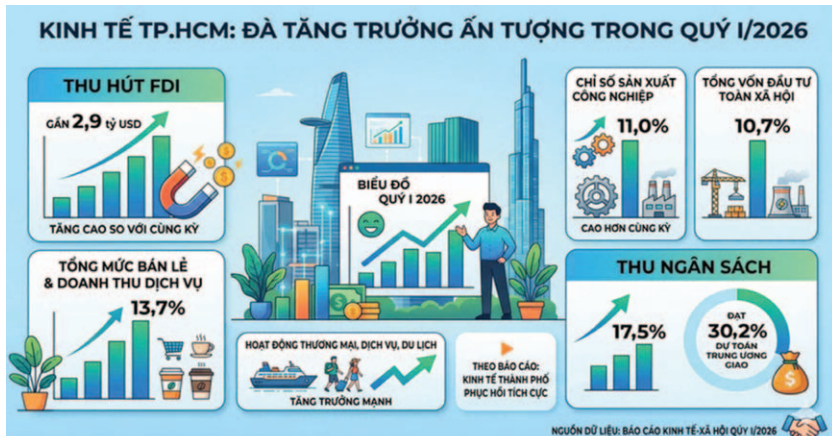 KINH TẾ TP.HCM: ĐÀ TĂNG TRƯỞNG ẤN TƯỢNG TRONG QUÝ I/2026
THU HÚT FDI
GẦN 2,9 tỷ USD
TĂNG CAO SO VỚI CÙNG KỲ
TỔNG MỨC BÁN LẺ
& DOANH THU DỊCH VỤ
13,7%
BIỂU ĐỒ
QUÝ I 2026
HOẠT ĐỘNG THƯƠNG MẠI, DỊCH VỤ, DU LỊCH
TĂNG TRƯỞNG MẠNH
THEO BÁO CÁO:
KINH TẾ THÀNH PHỐ
PHỤC HỒI TÍCH CỰC
CHỈ SỐ SẢN XUẤT
CÔNG NGHIỆP
11,0%
CAO HƠN CÙNG KỲ
TỔNG VỐN ĐẦU TƯ
TOÀN XÃ HỘI
10,7%
THU NGÂN SÁCH
17,5%
ĐẠT
30,2%
DỰ TOÁN
TRUNG ƯƠNG
GIAO
NGUỒN DỮ LIỆU: BÁO CÁO KINH TẾ-XÃ HỘI QÚY I/2026